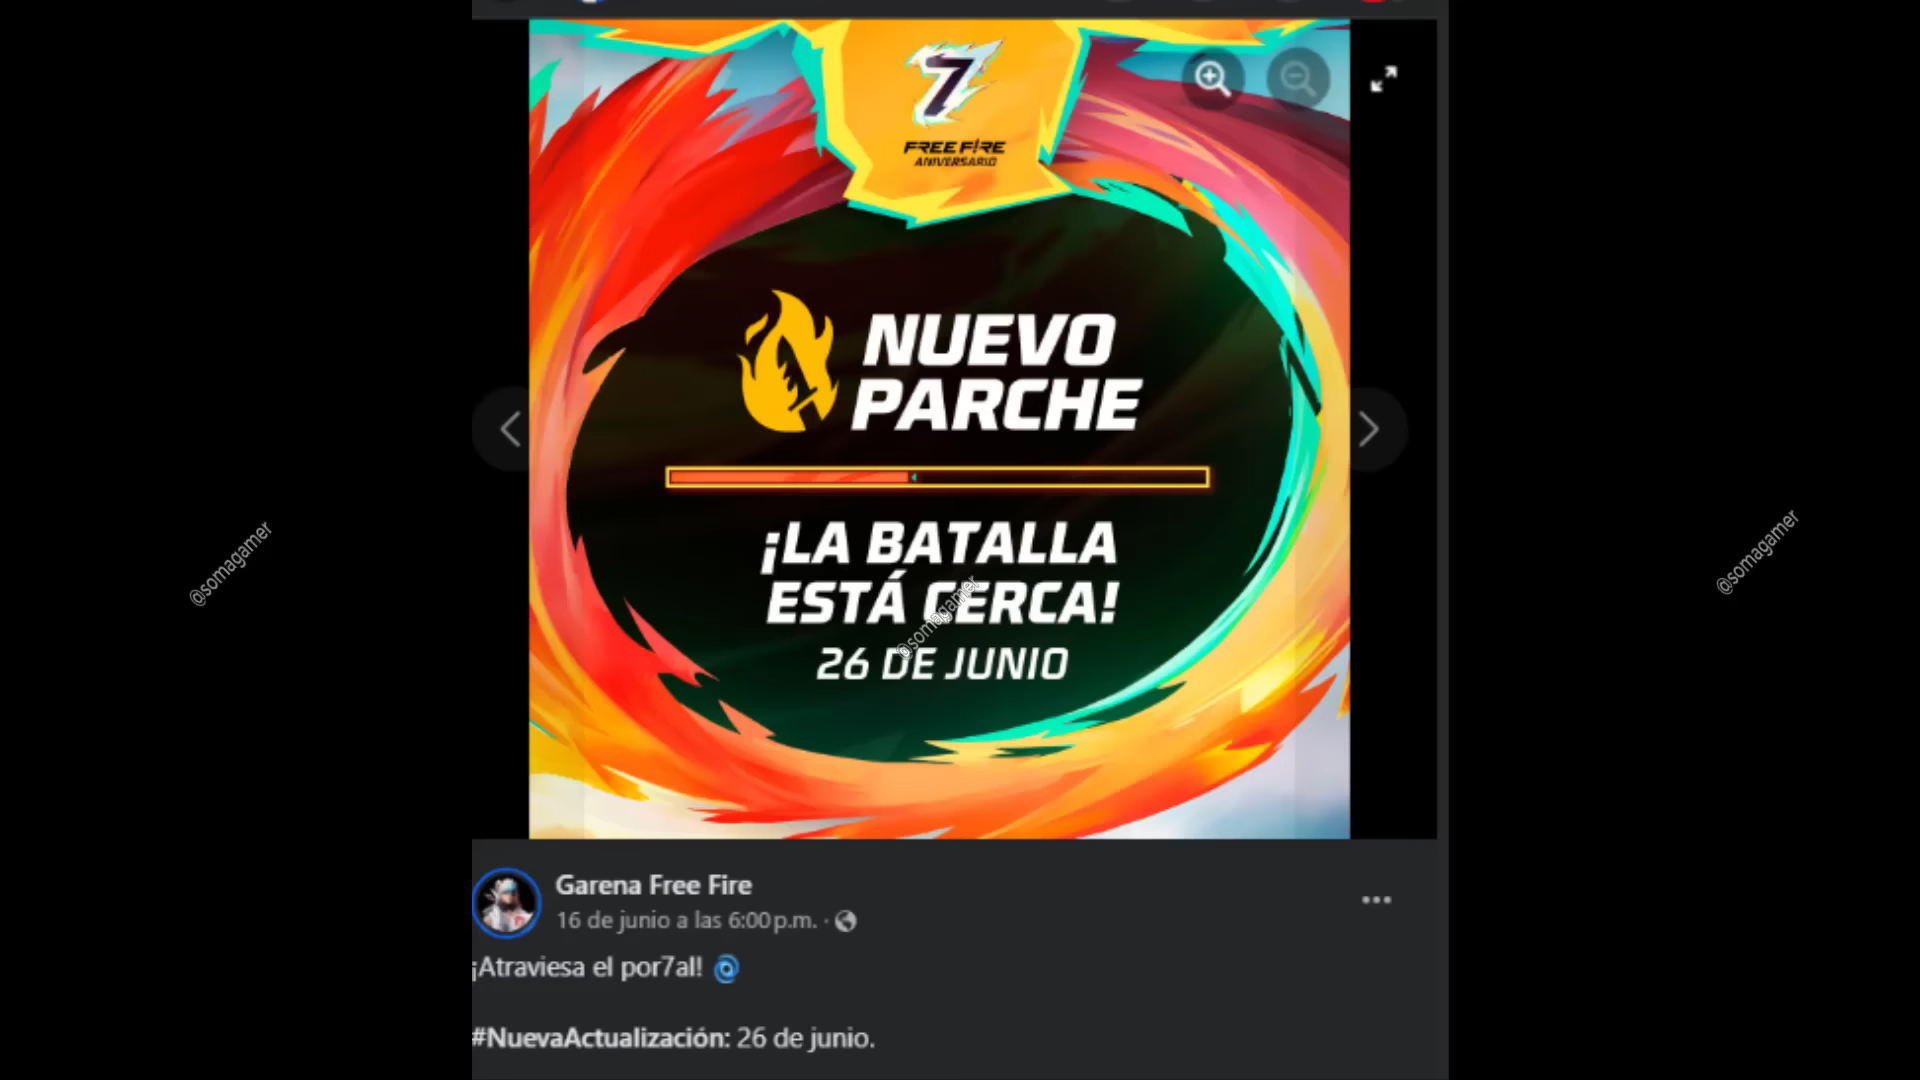 7
FREE FIRE
ANIVERSARIO
NUEVO
PARCHE
¡LA BATALLA
ESTÁ CERCA!
26 DE JUNIO
@somagamer
@somagamer
@somagamer
Garena Free Fire
16 de junio a las 6:00 p.m. ·
¡Atraviesa el por7al!
#NuevaActualización: 26 de junio.